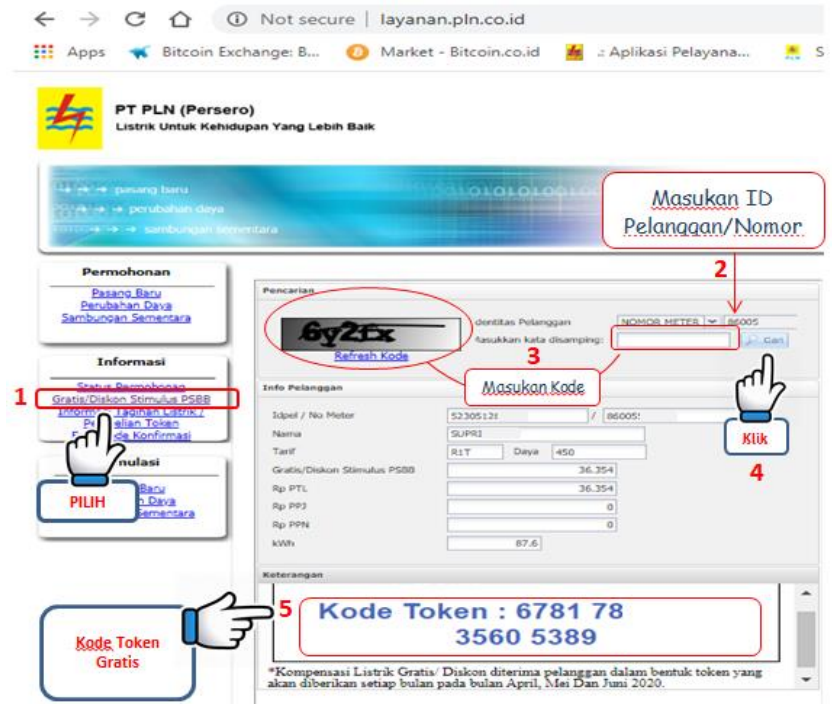 Not secure | layanan.pln.co.id
Apps Bitcoin Exchange: B... Market - Bitcoin.co.id .: Aplikasi Pelayana... S
PT PLN (Persero)
Listrik Untuk Kehidupan Yang Lebih Baik
pasang baru
perubahan daya
sambungan sementara
Masukan ID
Pelanggan/Nomor
2
Permohonan
Pasang Baru
Perubahan Daya
Sambungan Sementara
Informasi
Status Permohonan
1
Gratis/Diskon Stimulus PSBB
Tagihan Listrik /
Token
Konfirmasi
PILIH
Baru
Daya
Sementara
Pencarian
6y2fx
Refresh Kode
dentitas Pelanggan NOMOR METER 86005
Masukkan kata disamping: Cari
3
Masukan Kode
Klik
4
Info Pelanggan
Idpel / No Meter 52305128 / 86005:
Nama SUPRI
Tarif R1T Daya 450
Gratis/Diskon Stimulus PSBB 36.354
Rp PTL 36.354
Rp PPJ 0
Rp PPN 0
kWh 87.6
Keterangan
5
Kode Token : 6781 78
3560 5389
Kode Token
Gratis
*Kompensasi Listrik Gratis/ Diskon diterima pelanggan dalam bentuk token yang
akan diberikan setiap bulan pada bulan April, Mei Dan Juni 2020.